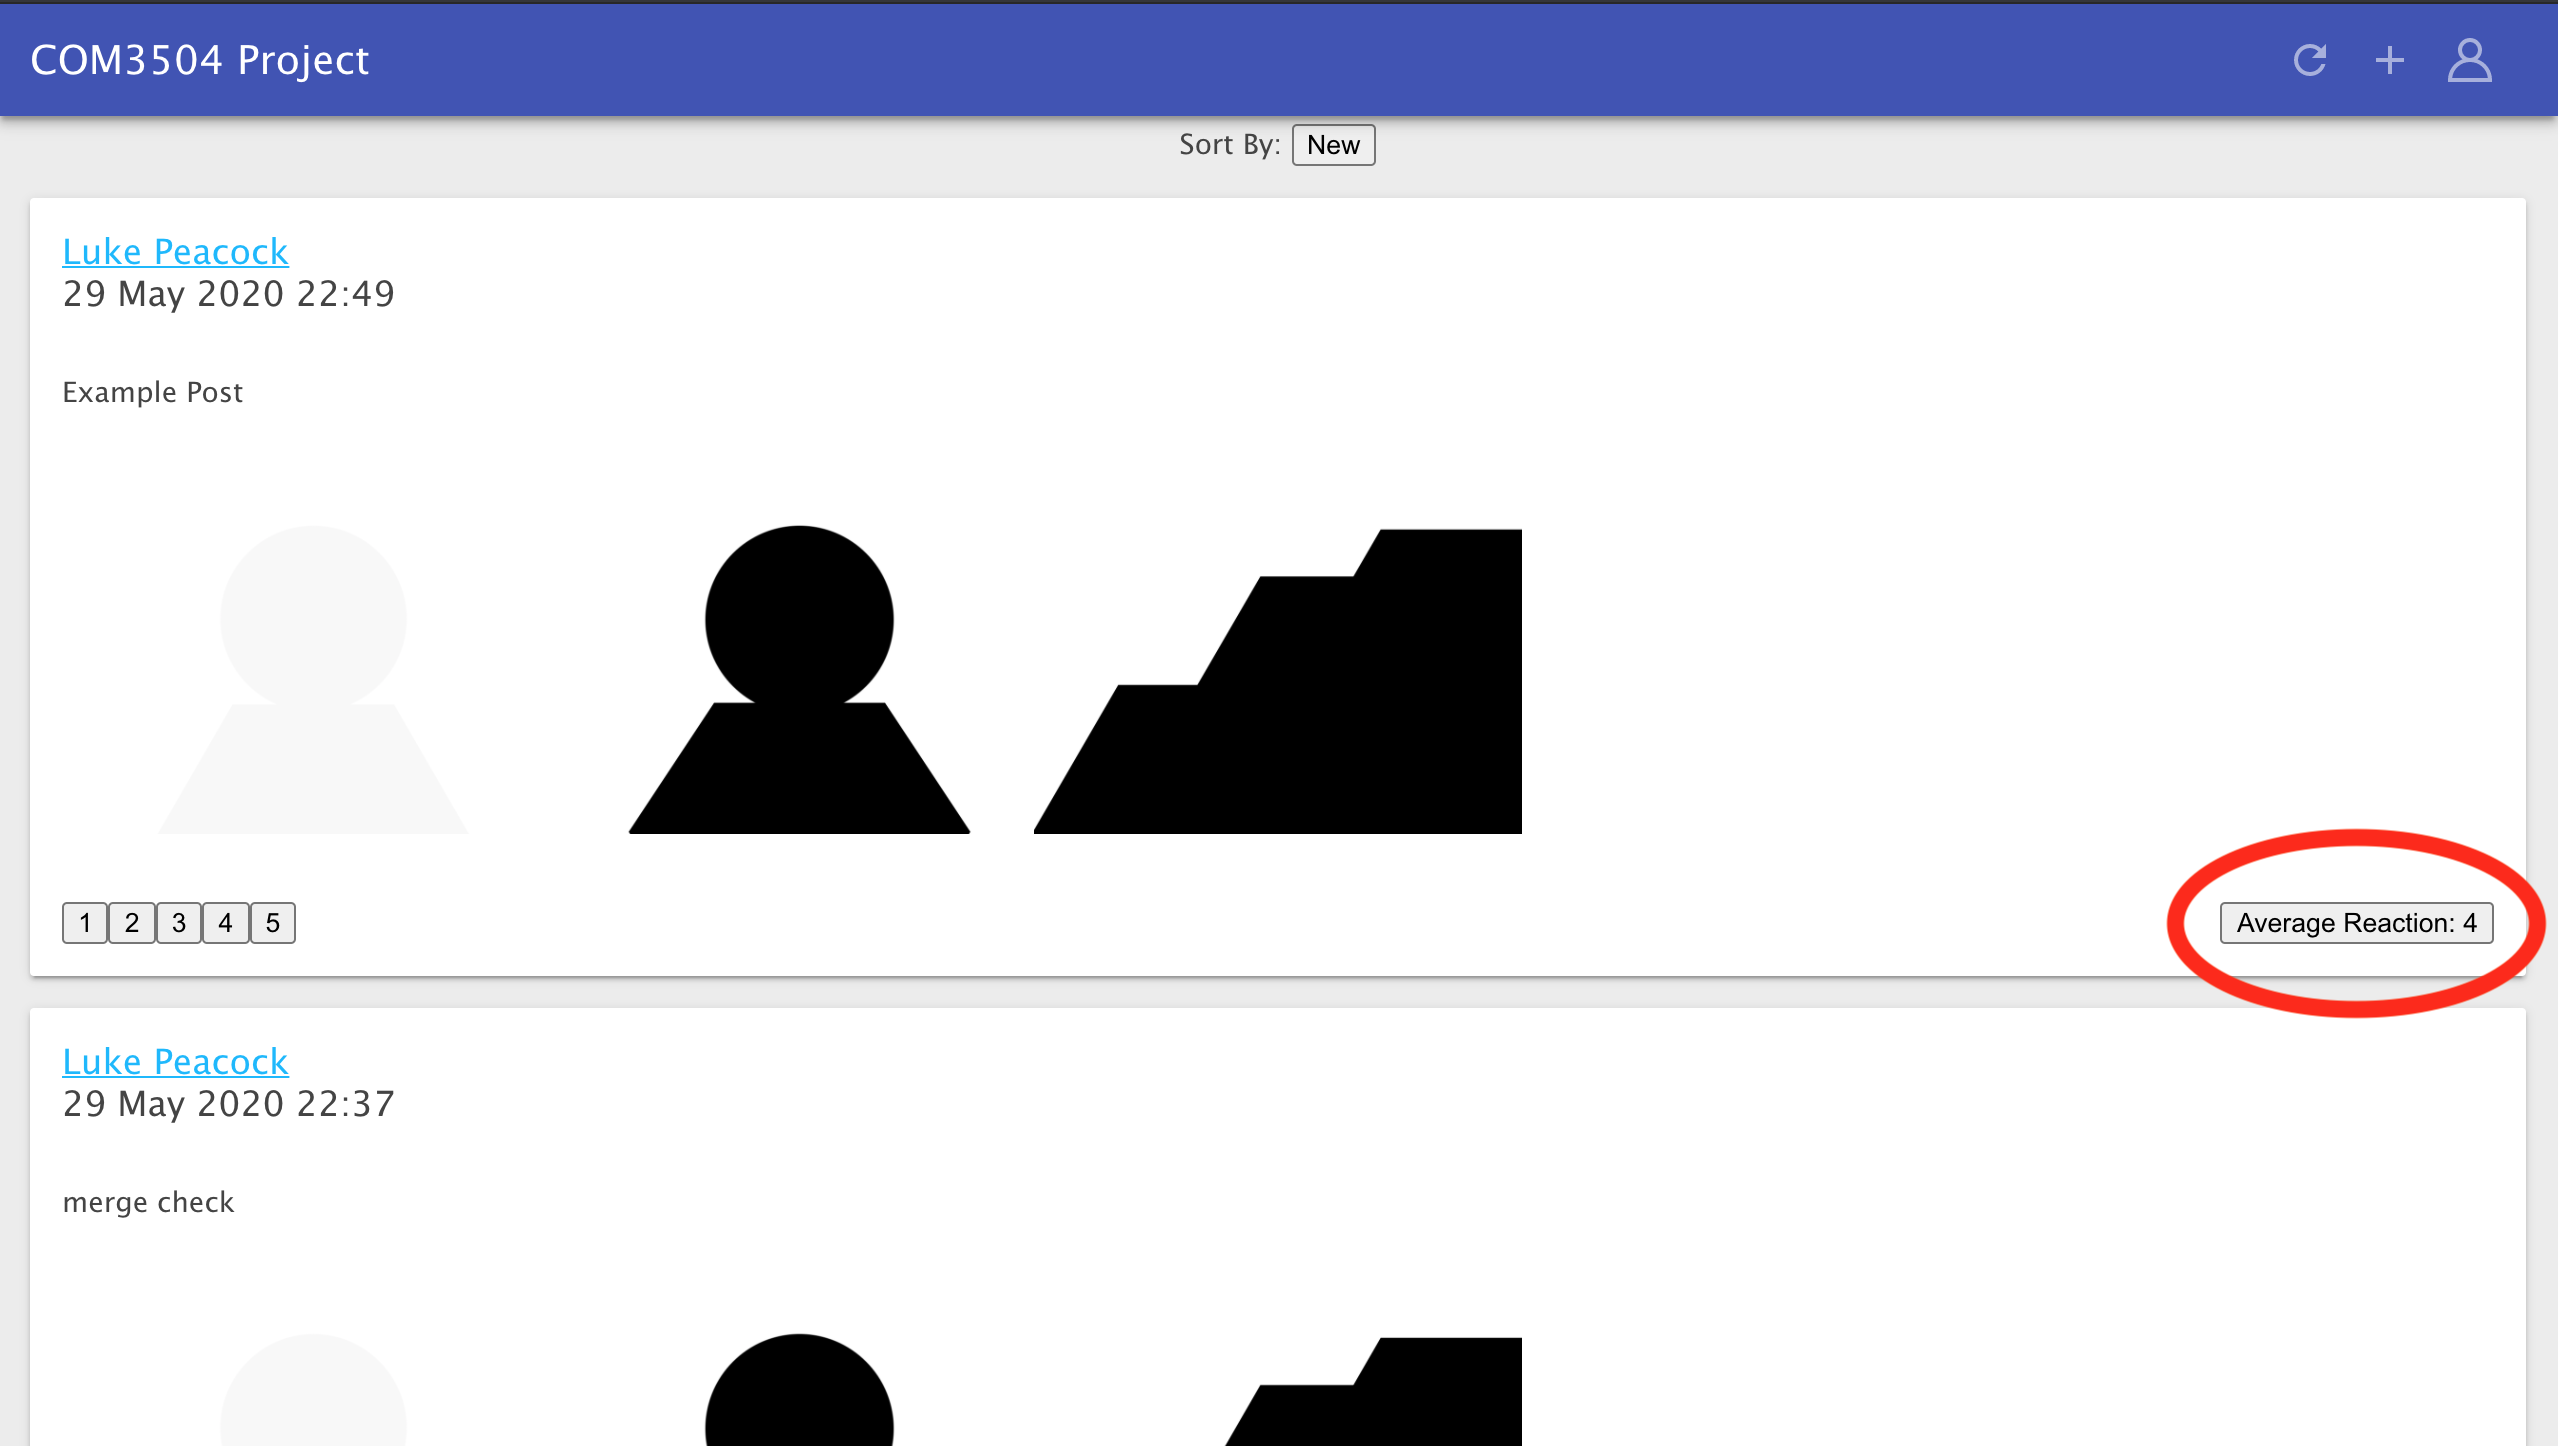 COM3504 Project
Sort By: New
Luke Peacock
29 May 2020 22:49
Example Post
1 2 3 4 5 Average Reaction: 4
Luke Peacock
29 May 2020 22:37
merge check